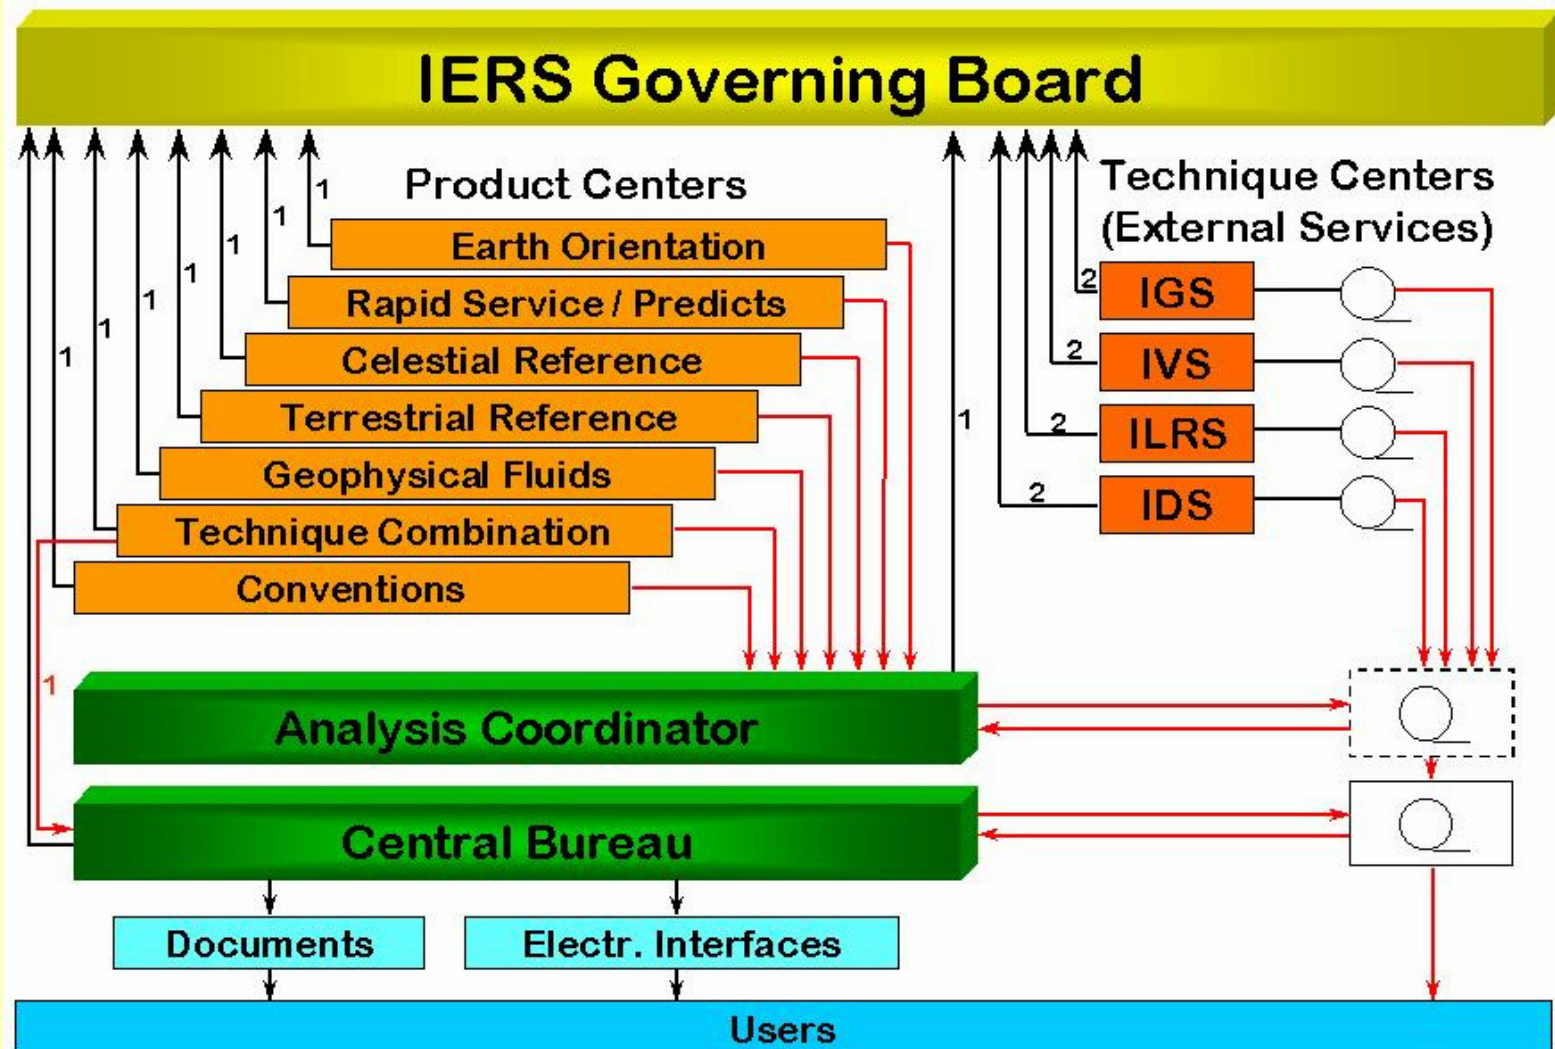 IERS Governing Board
Product Centers
Technique Centers
(External Services)
1
Earth Orientation
1
Rapid Service / Predicts
1
Celestial Reference
1
Terrestrial Reference
1
Geophysical Fluids
1
Technique Combination
1
Conventions
2
IGS
2
IVS
2
ILRS
2
IDS
1
1
Analysis Coordinator
Central Bureau
Documents
Electr. Interfaces
Users